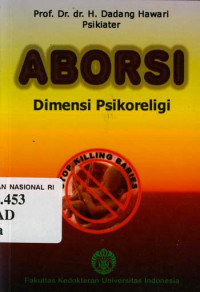 Prof. Dr. dr. H. Dadang Hawari
Psikiater
ABORSI
Dimensi Psikoreligi
STOP KILLING BABIES
AN NASIONAL RI
.453
AD
Fakultas Kedokteran Universitas Indonesia